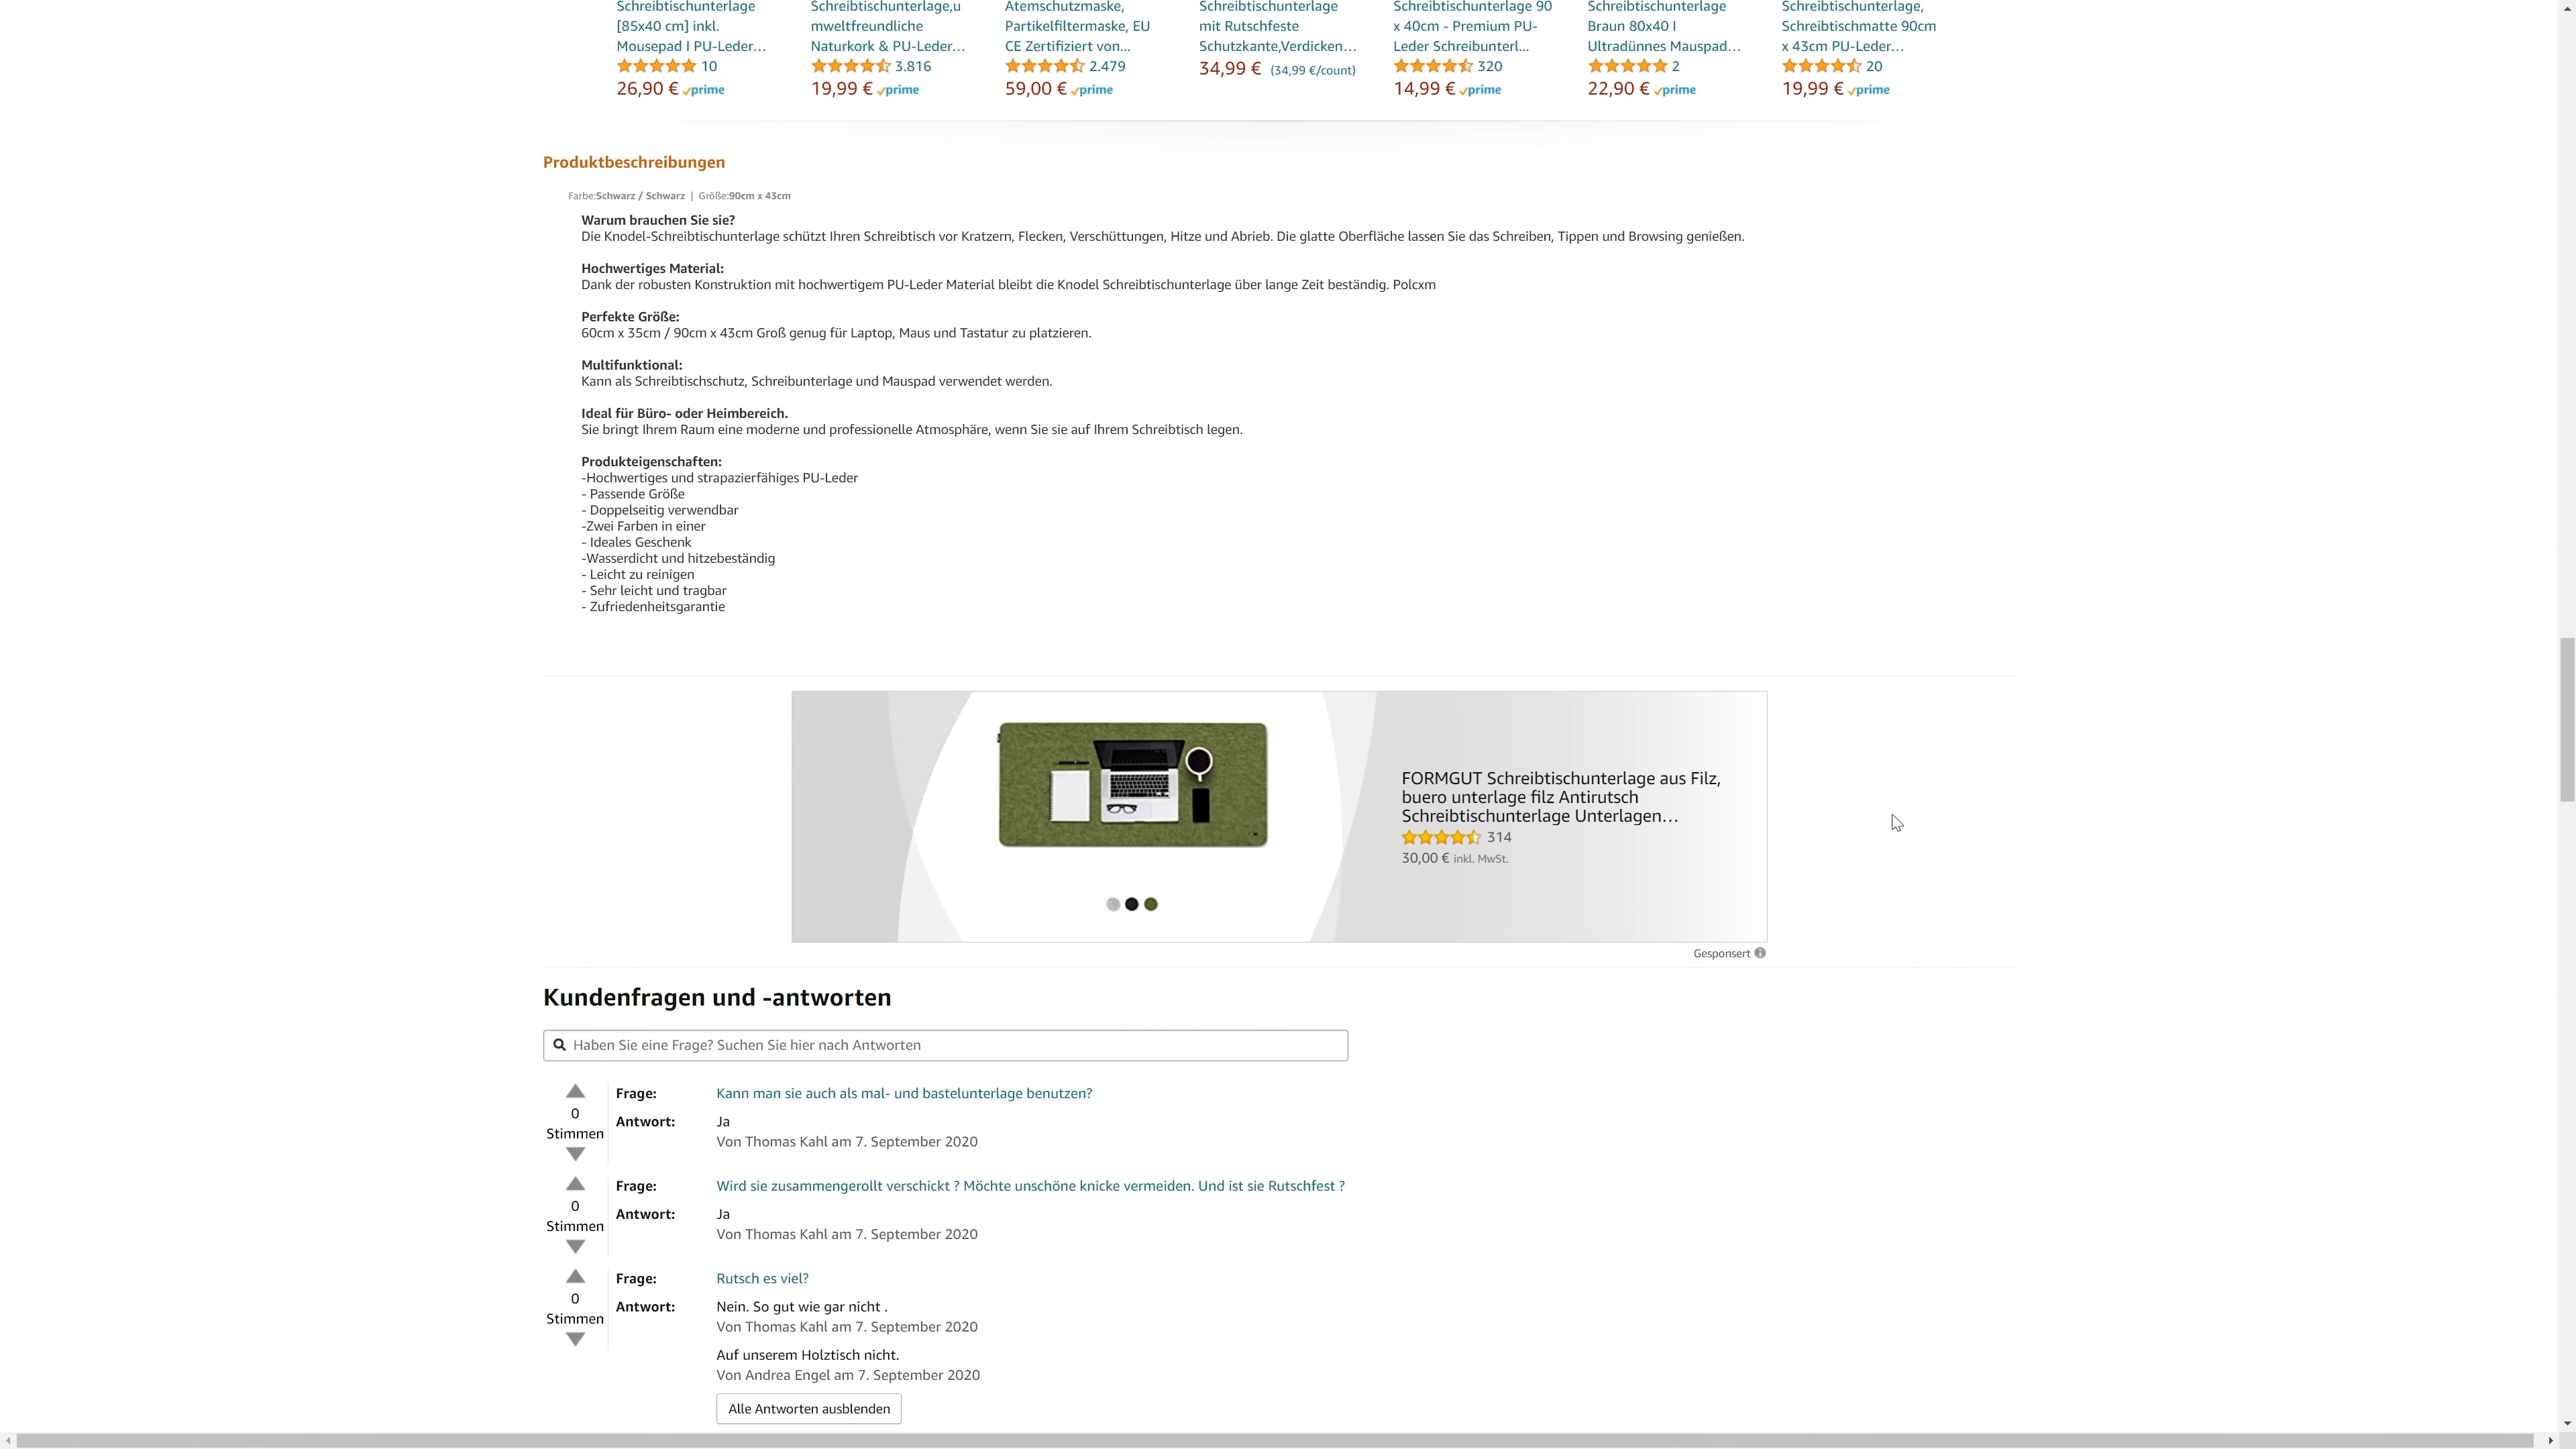 Schreibtischunterlage
[85x40 cm] inkl.
Mousepad I PU-Leder…
10
26,90 € prime
Schreibtischunterlage,u
mweltfreundliche
Naturkork & PU-Leder…
3.816
19,99 € prime
Atemschutzmaske,
Partikelfiltermaske, EU
CE Zertifiziert von…
2.479
59,00 € prime
Schreibtischunterlage
mit Rutschfeste
Schutzkante,Verdicken…
34,99 € (34,99 €/count)
Schreibtischunterlage 90
x 40cm - Premium PU-
Leder Schreibunterl…
320
14,99 € prime
Schreibtischunterlage
Braun 80x40 I
Ultradünnes Mauspad…
2
22,90 € prime
Schreibtischunterlage,
Schreibtischmatte 90cm
x 43cm PU-Leder…
20
19,99 € prime
Produktbeschreibungen
Farbe:Schwarz / Schwarz | Größe:90cm x 43cm
Warum brauchen Sie sie?
Die Knodel-Schreibtischunterlage schützt Ihren Schreibtisch vor Kratzern, Flecken, Verschüttungen, Hitze und Abrieb. Die glatte Oberfläche lassen Sie das Schreiben, Tippen und Browsing genießen.
Hochwertiges Material:
Dank der robusten Konstruktion mit hochwertigem PU-Leder Material bleibt die Knodel Schreibtischunterlage über lange Zeit beständig. Polcxm
Perfekte Größe:
60cm x 35cm / 90cm x 43cm Groß genug für Laptop, Maus und Tastatur zu platzieren.
Multifunktional:
Kann als Schreibtischschutz, Schreibunterlage und Mauspad verwendet werden.
Ideal für Büro- oder Heimbereich.
Sie bringt Ihrem Raum eine moderne und professionelle Atmosphäre, wenn Sie sie auf Ihrem Schreibtisch legen.
Produkteigenschaften:
-Hochwertiges und strapazierfähiges PU-Leder
- Passende Größe
- Doppelseitig verwendbar
-Zwei Farben in einer
- Ideales Geschenk
-Wasserdicht und hitzebeständig
- Leicht zu reinigen
- Sehr leicht und tragbar
- Zufriedenheitsgarantie
FORMGUT Schreibtischunterlage aus Filz,
buero unterlage filz Antirutsch
Schreibtischunterlage Unterlagen…
314
30,00 € inkl. MwSt.
Gesponsert
Kundenfragen und -antworten
Haben Sie eine Frage? Suchen Sie hier nach Antworten
0
Stimmen
Frage: Kann man sie auch als mal- und bastelunterlage benutzen?
Antwort: Ja
Von Thomas Kahl am 7. September 2020
0
Stimmen
Frage: Wird sie zusammengerollt verschickt ? Möchte unschöne knicke vermeiden. Und ist sie Rutschfest ?
Antwort: Ja
Von Thomas Kahl am 7. September 2020
0
Stimmen
Frage: Rutsch es viel?
Antwort: Nein. So gut wie gar nicht .
Von Thomas Kahl am 7. September 2020
Auf unserem Holztisch nicht.
Von Andrea Engel am 7. September 2020
Alle Antworten ausblenden